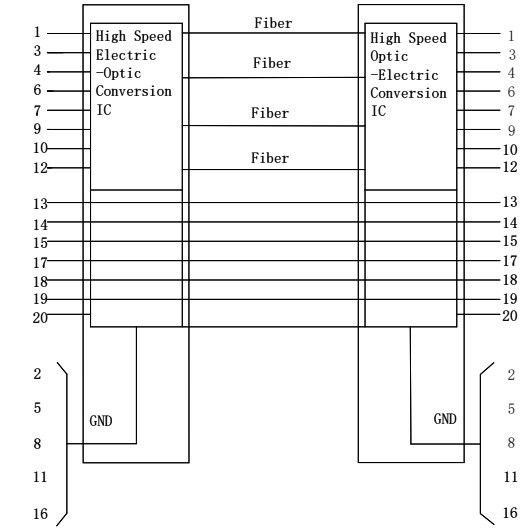 Fiber
1
High Speed
High Speed
1
3
Electric
Fiber
Optic
3
4
-Optic
-Electric
4
6
Conversion
Conversion
6
7
IC
Fiber
IC
7
9
9
10
10
12
Fiber
12
13
13
14
14
15
15
17
17
18
18
19
19
20
20
2
2
5
5
GND
GND
8
8
11
11
16
16